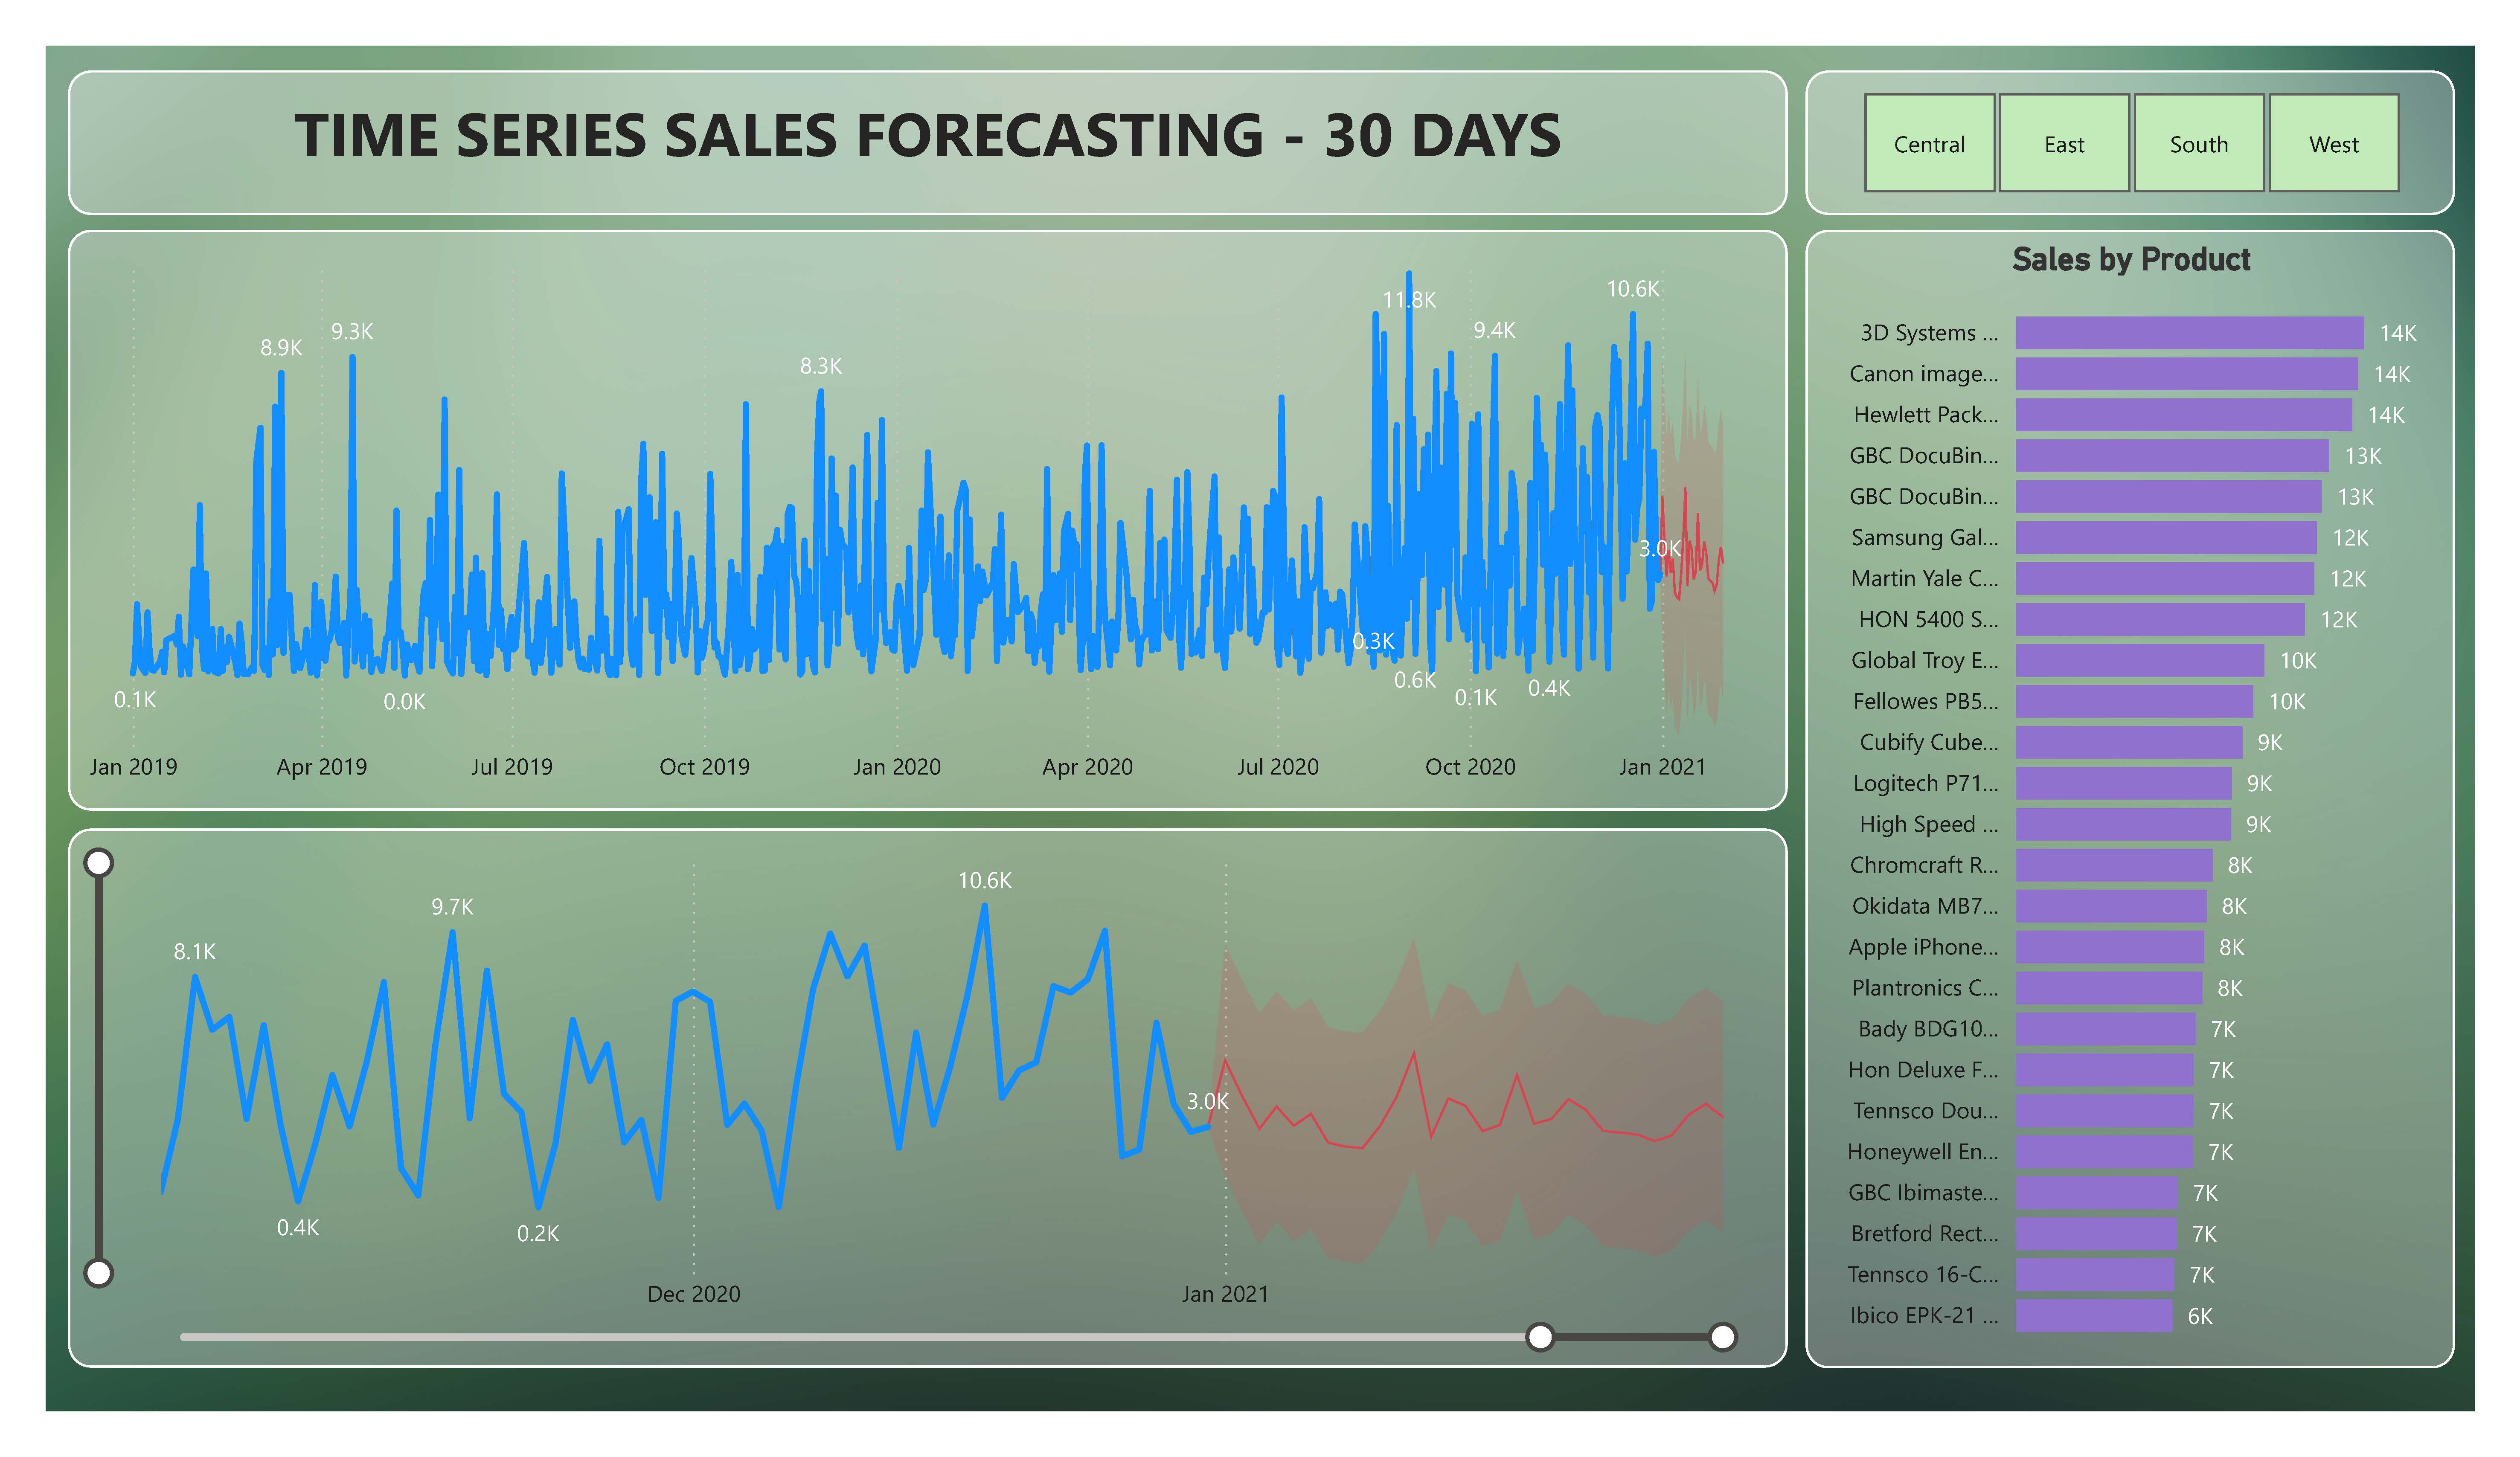 TIME SERIES SALES FORECASTING - 30 DAYS
Central East South West
8.9K 9.3K 8.3K 11.8K 9.4K 10.6K
3.0K
0.3K
0.1K 0.0K 0.6K 0.1K 0.4K
Jan 2019 Apr 2019 Jul 2019 Oct 2019 Jan 2020 Apr 2020 Jul 2020 Oct 2020 Jan 2021
8.1K 9.7K 10.6K
3.0K
0.4K 0.2K
Dec 2020 Jan 2021
Sales by Product
3D Systems ... 14K
Canon image... 14K
Hewlett Pack... 14K
GBC DocuBin... 13K
GBC DocuBin... 13K
Samsung Gal... 12K
Martin Yale C... 12K
HON 5400 S... 12K
Global Troy E... 10K
Fellowes PB5... 10K
Cubify Cube... 9K
Logitech P71... 9K
High Speed ... 9K
Chromcraft R... 8K
Okidata MB7... 8K
Apple iPhone... 8K
Plantronics C... 8K
Bady BDG10... 7K
Hon Deluxe F... 7K
Tennsco Dou... 7K
Honeywell En... 7K
GBC Ibimaste... 7K
Bretford Rect... 7K
Tennsco 16-C... 7K
Ibico EPK-21 ... 6K